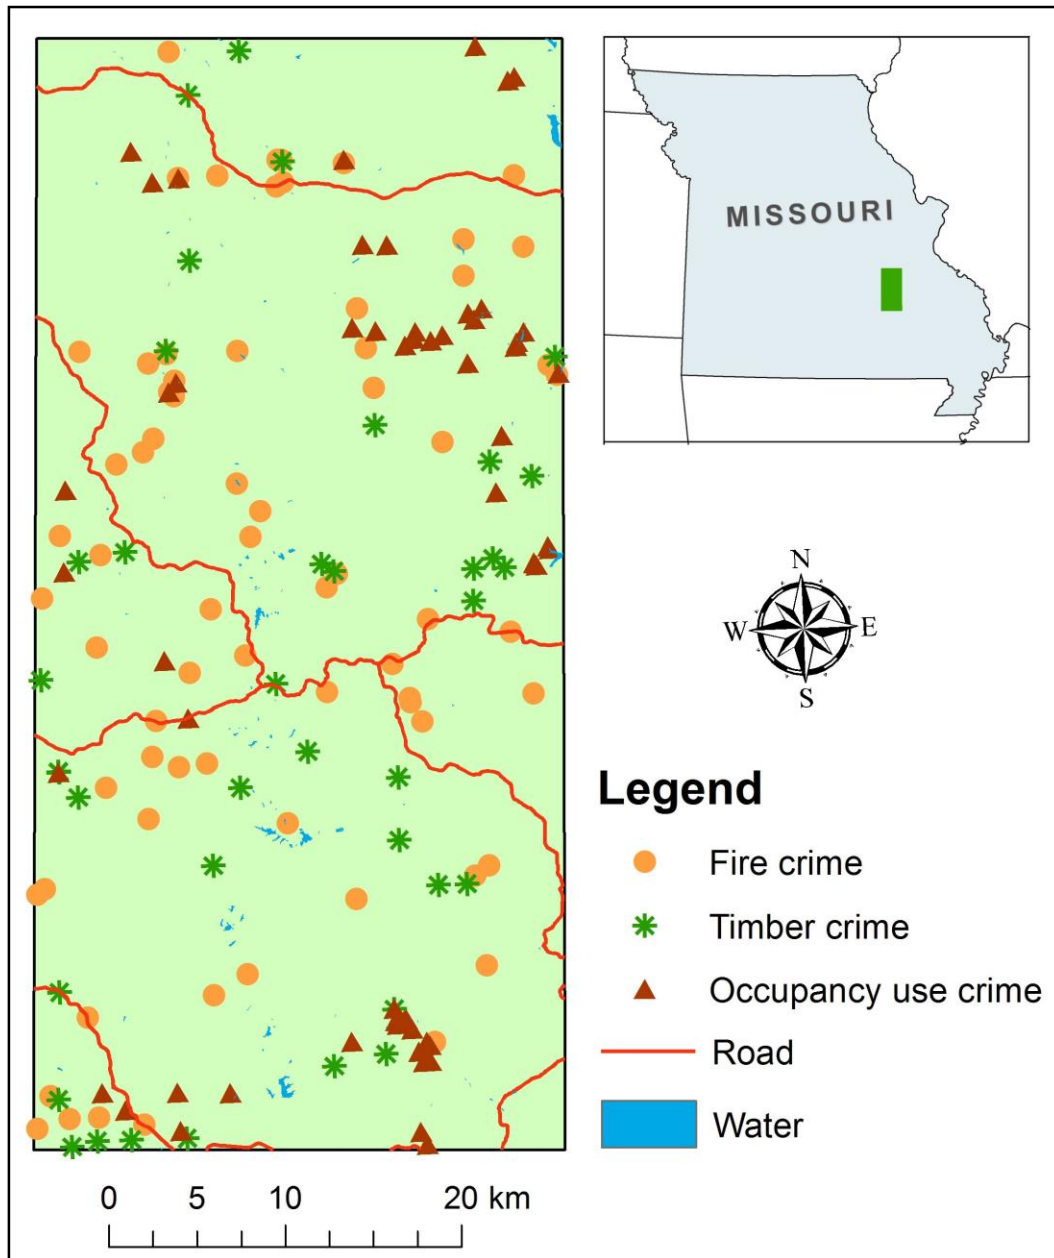 MISSOURI
N
W E
S
Legend
Fire crime
Timber crime
Occupancy use crime
Road
Water
0 5 10 20 km